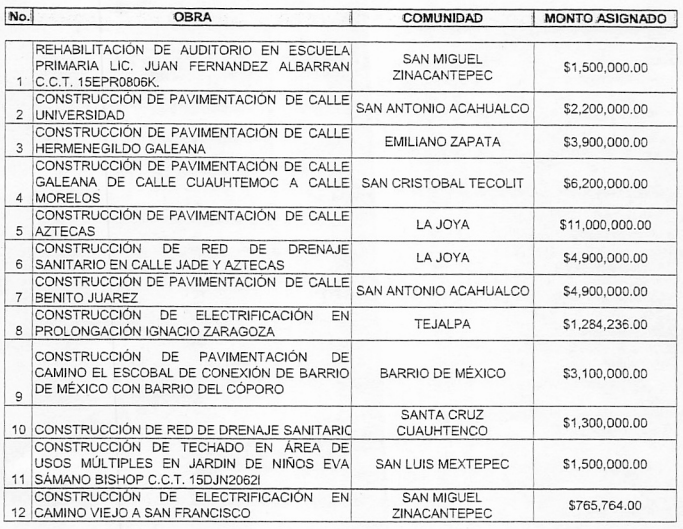 No. OBRA COMUNIDAD MONTO ASIGNADO
REHABILITACIÓN DE AUDITORIO EN ESCUELA
PRIMARIA LIC. JUAN FERNANDEZ ALBARRAN
1 C.C.T. 15EPR0806K. SAN MIGUEL
ZINACANTEPEC $1,500,000.00
CONSTRUCCIÓN DE PAVIMENTACIÓN DE CALLE
2 UNIVERSIDAD SAN ANTONIO ACAHUALCO $2,200,000.00
CONSTRUCCIÓN DE PAVIMENTACIÓN DE CALLE
3 HERMENEGILDO GALEANA EMILIANO ZAPATA $3,900,000.00
CONSTRUCCIÓN DE PAVIMENTACIÓN DE CALLE
GALEANA DE CALLE CUAUHTEMOC A CALLE
4 MORELOS SAN CRISTOBAL TECOLIT $6,200,000.00
CONSTRUCCIÓN DE PAVIMENTACIÓN DE CALLE
5 AZTECAS LA JOYA $11,000,000.00
CONSTRUCCIÓN DE RED DE DRENAJE
6 SANITARIO EN CALLE JADE Y AZTECAS LA JOYA $4,900,000.00
CONSTRUCCIÓN DE PAVIMENTACIÓN DE CALLE
7 BENITO JUAREZ SAN ANTONIO ACAHUALCO $4,900,000.00
CONSTRUCCIÓN DE ELECTRIFICACIÓN EN
8 PROLONGACIÓN IGNACIO ZARAGOZA TEJALPA $1,284,236.00
CONSTRUCCIÓN DE PAVIMENTACIÓN DE
CAMINO EL ESCOBAL DE CONEXIÓN DE BARRIO
9 DE MÉXICO CON BARRIO DEL CÓPORO BARRIO DE MÉXICO $3,100,000.00
10 CONSTRUCCIÓN DE RED DE DRENAJE SANITARIO SANTA CRUZ
CUAUHTENCO $1,300,000.00
CONSTRUCCIÓN DE TECHADO EN ÁREA DE
USOS MÚLTIPLES EN JARDIN DE NIÑOS EVA
11 SÁMANO BISHOP C.C.T. 15DJN2062I SAN LUIS MEXTEPEC $1,500,000.00
CONSTRUCCIÓN DE ELECTRIFICACIÓN EN
12 CAMINO VIEJO A SAN FRANCISCO SAN MIGUEL
ZINACANTEPEC $765,764.00